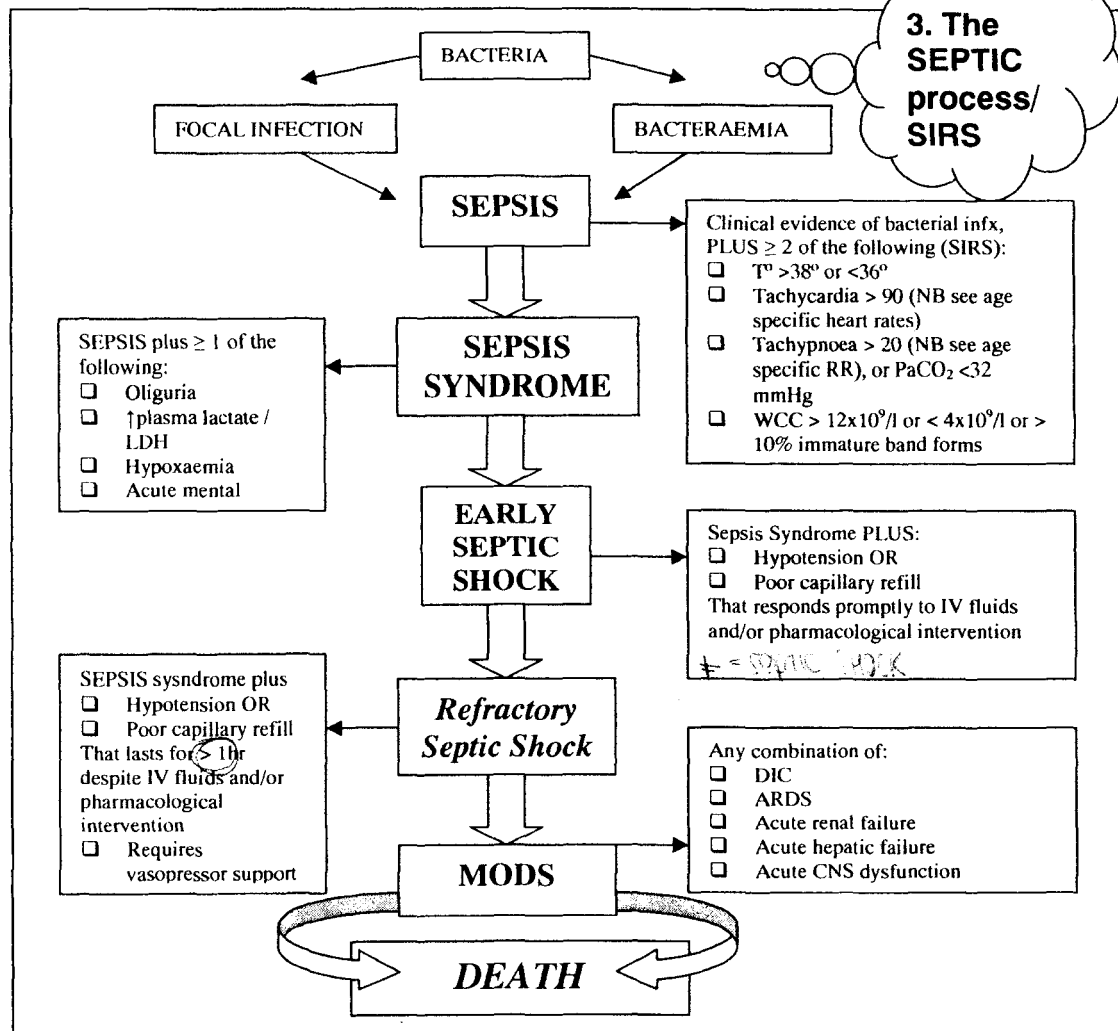 3. The
SEPTIC
process/
SIRS
BACTERIA
FOCAL INFECTION
BACTERAEMIA
SEPSIS
Clinical evidence of bacterial infx,
PLUS ≥ 2 of the following (SIRS):
❑ Tº >38º or <36º
❑ Tachycardia > 90 (NB see age
specific heart rates)
❑ Tachypnoea > 20 (NB see age
specific RR), or PaCO₂ <32
mmHg
❑ WCC > 12x10⁹/l or < 4x10⁹/l or >
10% immature band forms
SEPSIS
SYNDROME
SEPSIS plus ≥ 1 of the
following:
❑ Oliguria
❑ ↑plasma lactate /
LDH
❑ Hypoxaemia
❑ Acute mental
EARLY
SEPTIC
SHOCK
Sepsis Syndrome PLUS:
❑ Hypotension OR
❑ Poor capillary refill
That responds promptly to IV fluids
and/or pharmacological intervention
= SEPTIC SHOCK
Refractory
Septic Shock
SEPSIS sysndrome plus
❑ Hypotension OR
❑ Poor capillary refill
That lasts for > 1hr
despite IV fluids and/or
pharmacological
intervention
❑ Requires
vasopressor support
MODS
Any combination of:
❑ DIC
❑ ARDS
❑ Acute renal failure
❑ Acute hepatic failure
❑ Acute CNS dysfunction
DEATH